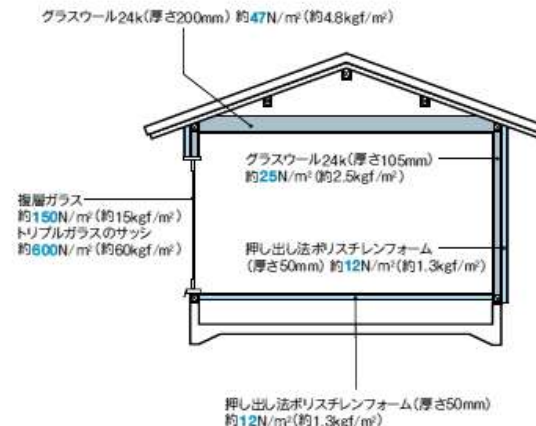 グラスウール24k(厚さ200mm) 約47N/m²(約4.8kgf/m²)
グラスウール24k(厚さ105mm)
約25N/m²(約2.5kgf/m²)
複層ガラス
約150N/m²(約15kgf/m²)
トリプルガラスのサッシ
約600N/m²(約60kgf/m²)
押し出し法ポリスチレンフォーム
(厚さ50mm) 約12N/m²(約1.3kgf/m²)
押し出し法ポリスチレンフォーム(厚さ50mm)
約12N/m²(約1.3kgf/m²)